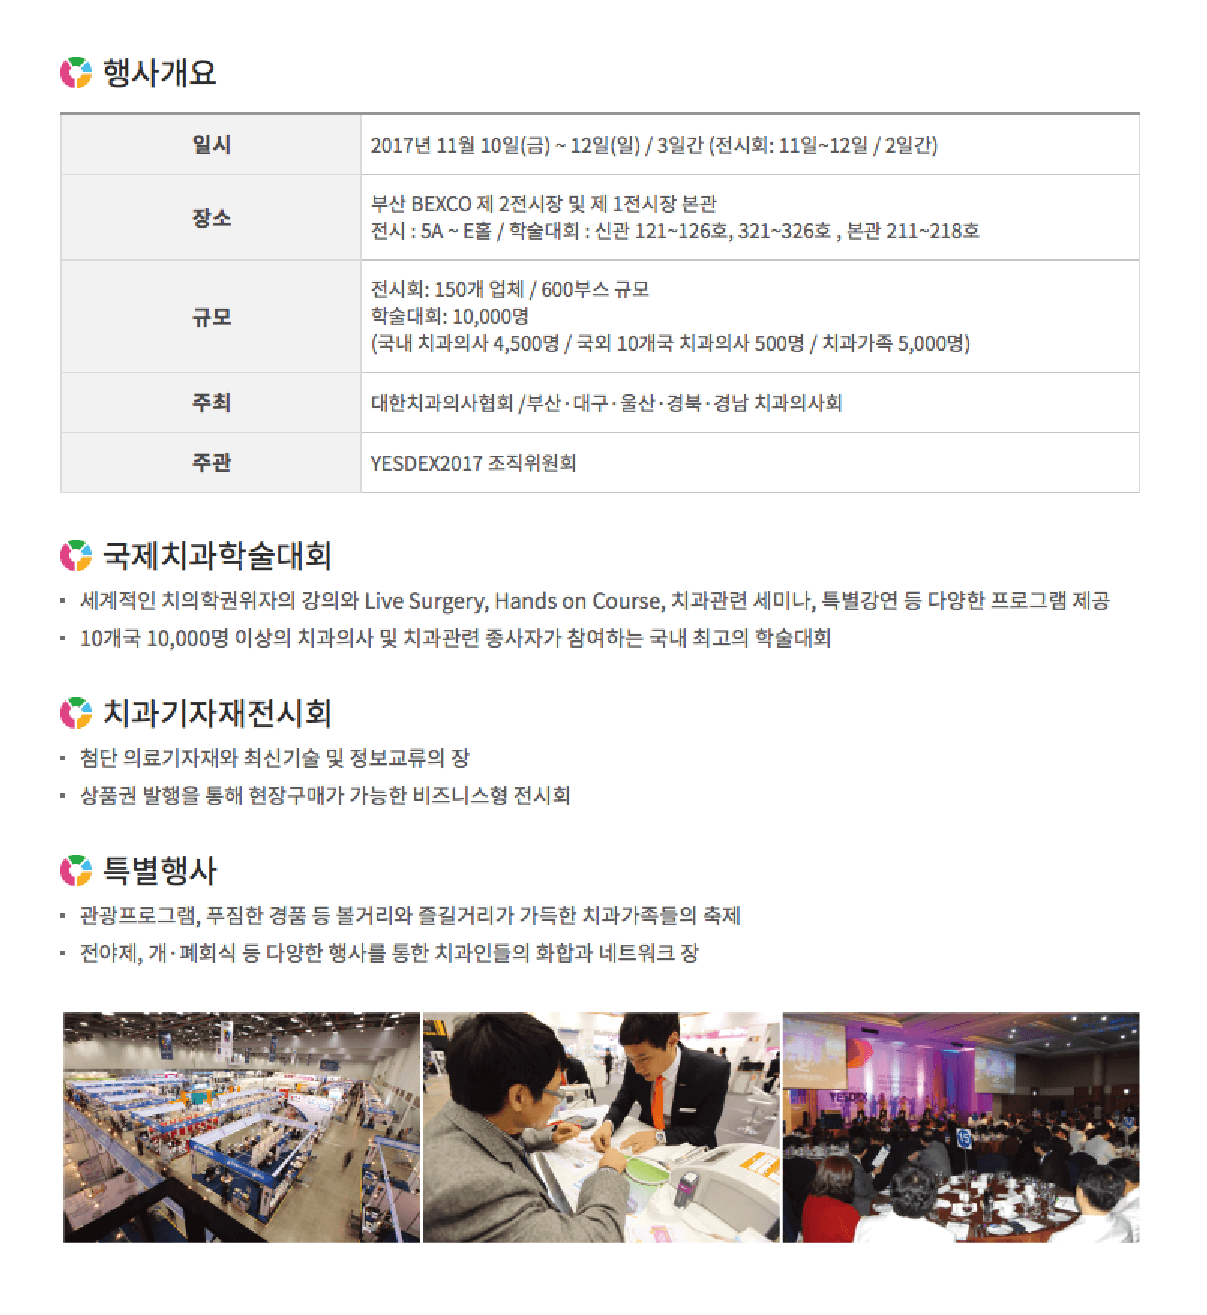 행사개요
일시
2017년 11월 10일(금) ~ 12일(일) / 3일간 (전시회: 11일~12일 / 2일간)
장소
부산 BEXCO 제 2전시장 및 제 1전시장 본관
전시 : 5A ~ E홀 / 학술대회 : 신관 121~126호, 321~326호 , 본관 211~218호
규모
전시회: 150개 업체 / 600부스 규모
학술대회: 10,000명
(국내 치과의사 4,500명 / 국외 10개국 치과의사 500명 / 치과가족 5,000명)
주최
대한치과의사협회 /부산·대구·울산·경북·경남 치과의사회
주관
YESDEX2017 조직위원회
국제치과학술대회
▪ 세계적인 치의학권위자의 강의와 Live Surgery, Hands on Course, 치과관련 세미나, 특별강연 등 다양한 프로그램 제공
▪ 10개국 10,000명 이상의 치과의사 및 치과관련 종사자가 참여하는 국내 최고의 학술대회
치과기자재전시회
▪ 첨단 의료기자재와 최신기술 및 정보교류의 장
▪ 상품권 발행을 통해 현장구매가 가능한 비즈니스형 전시회
특별행사
▪ 관광프로그램, 푸짐한 경품 등 볼거리와 즐길거리가 가득한 치과가족들의 축제
▪ 전야제, 개·폐회식 등 다양한 행사를 통한 치과인들의 화합과 네트워크 장
YESDEX
15